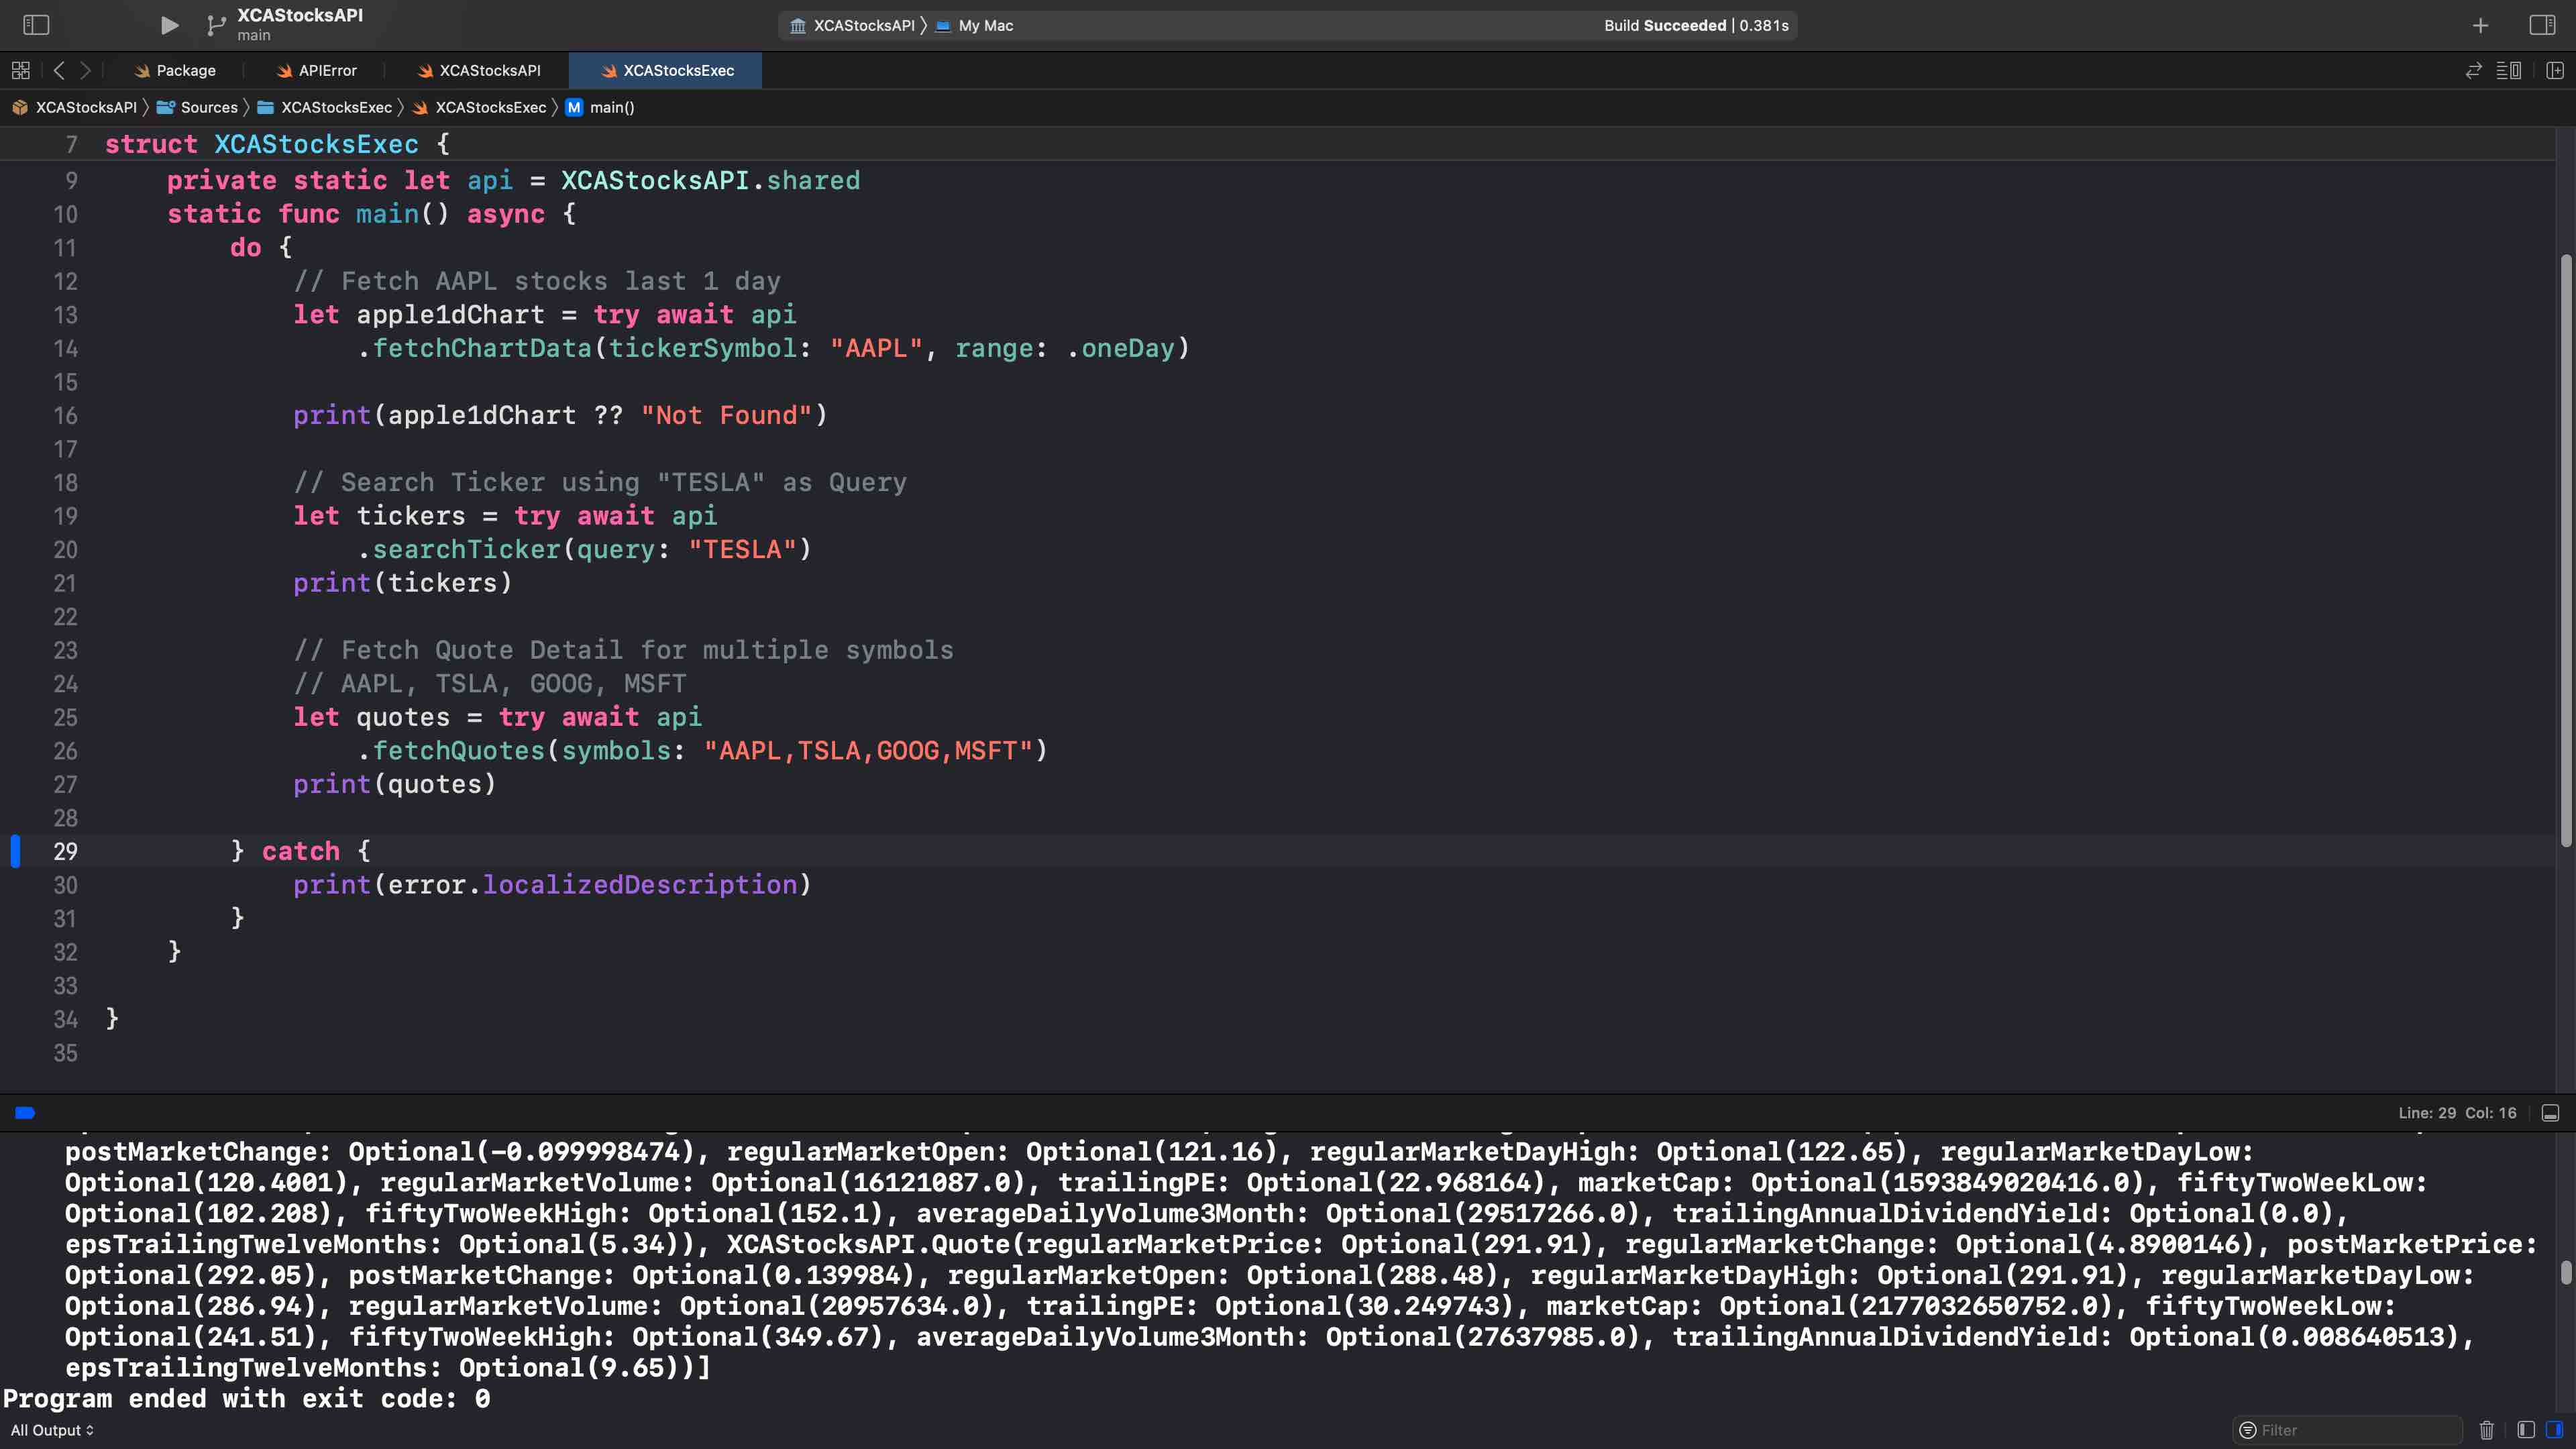 XCAStocksAPI
main
XCAStocksAPI 〉 My Mac
Build Succeeded | 0.381s
Package
APIError
XCAStocksAPI
XCAStocksExec
XCAStocksAPI 〉 Sources 〉 XCAStocksExec 〉 XCAStocksExec 〉 M main()
7 struct XCAStocksExec {
9     private static let api = XCAStocksAPI.shared
10     static func main() async {
11         do {
12             // Fetch AAPL stocks last 1 day
13             let apple1dChart = try await api
14                 .fetchChartData(tickerSymbol: "AAPL", range: .oneDay)
15
16             print(apple1dChart ?? "Not Found")
17
18             // Search Ticker using "TESLA" as Query
19             let tickers = try await api
20                 .searchTicker(query: "TESLA")
21             print(tickers)
22
23             // Fetch Quote Detail for multiple symbols
24             // AAPL, TSLA, GOOG, MSFT
25             let quotes = try await api
26                 .fetchQuotes(symbols: "AAPL,TSLA,GOOG,MSFT")
27             print(quotes)
28
29         } catch {
30             print(error.localizedDescription)
31         }
32     }
33
34 }
35
Line: 29 Col: 16
postMarketChange: Optional(-0.099998474), regularMarketOpen: Optional(121.16), regularMarketDayHigh: Optional(122.65), regularMarketDayLow:
Optional(120.4001), regularMarketVolume: Optional(16121087.0), trailingPE: Optional(22.968164), marketCap: Optional(1593849020416.0), fiftyTwoWeekLow:
Optional(102.208), fiftyTwoWeekHigh: Optional(152.1), averageDailyVolume3Month: Optional(29517266.0), trailingAnnualDividendYield: Optional(0.0),
epsTrailingTwelveMonths: Optional(5.34)), XCAStocksAPI.Quote(regularMarketPrice: Optional(291.91), regularMarketChange: Optional(4.8900146), postMarketPrice:
Optional(292.05), postMarketChange: Optional(0.139984), regularMarketOpen: Optional(288.48), regularMarketDayHigh: Optional(291.91), regularMarketDayLow:
Optional(286.94), regularMarketVolume: Optional(20957634.0), trailingPE: Optional(30.249743), marketCap: Optional(2177032650752.0), fiftyTwoWeekLow:
Optional(241.51), fiftyTwoWeekHigh: Optional(349.67), averageDailyVolume3Month: Optional(27637985.0), trailingAnnualDividendYield: Optional(0.008640513),
epsTrailingTwelveMonths: Optional(9.65))]
Program ended with exit code: 0
All Output
Filter